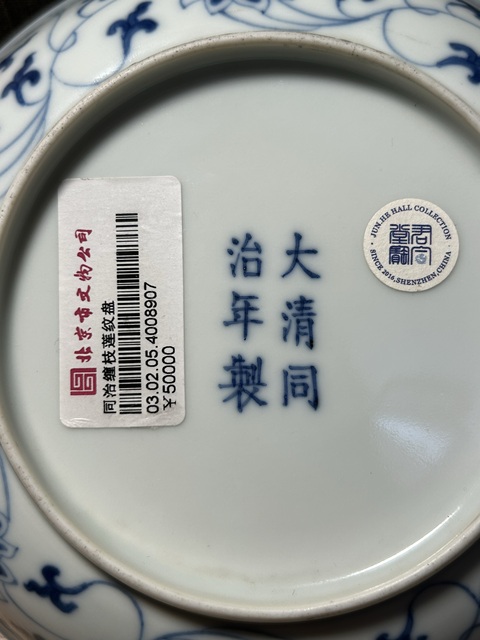 大清同
治年製
北京市文物公司
同治缠枝莲纹盘
03.02.05.4008907
￥50000
JUN.HE HALL COLLECTION
SINCE 2016, SHENZHEN, CHINA